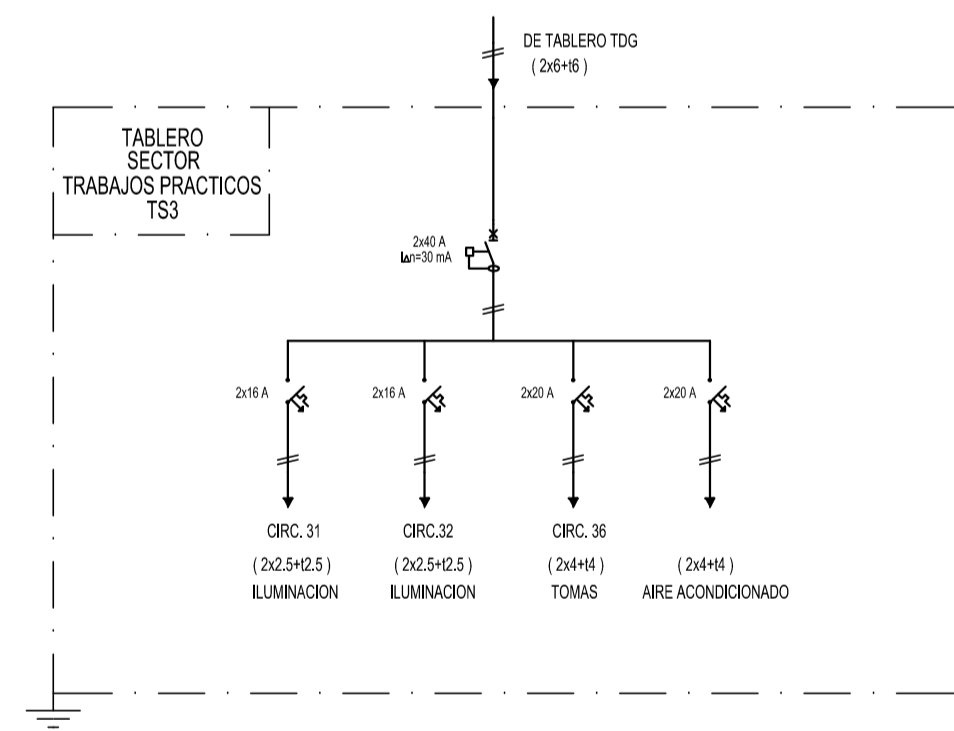 DE TABLERO TDG
( 2x6+t6 )
TABLERO
SECTOR
TRABAJOS PRACTICOS
TS3
2x40 A
I∆n=30 mA
2x16 A
2x16 A
2x20 A
2x20 A
CIRC. 31
CIRC.32
CIRC. 36
( 2x2.5+t2.5 )
( 2x2.5+t2.5 )
( 2x4+t4 )
( 2x4+t4 )
ILUMINACION
ILUMINACION
TOMAS
AIRE ACONDICIONADO